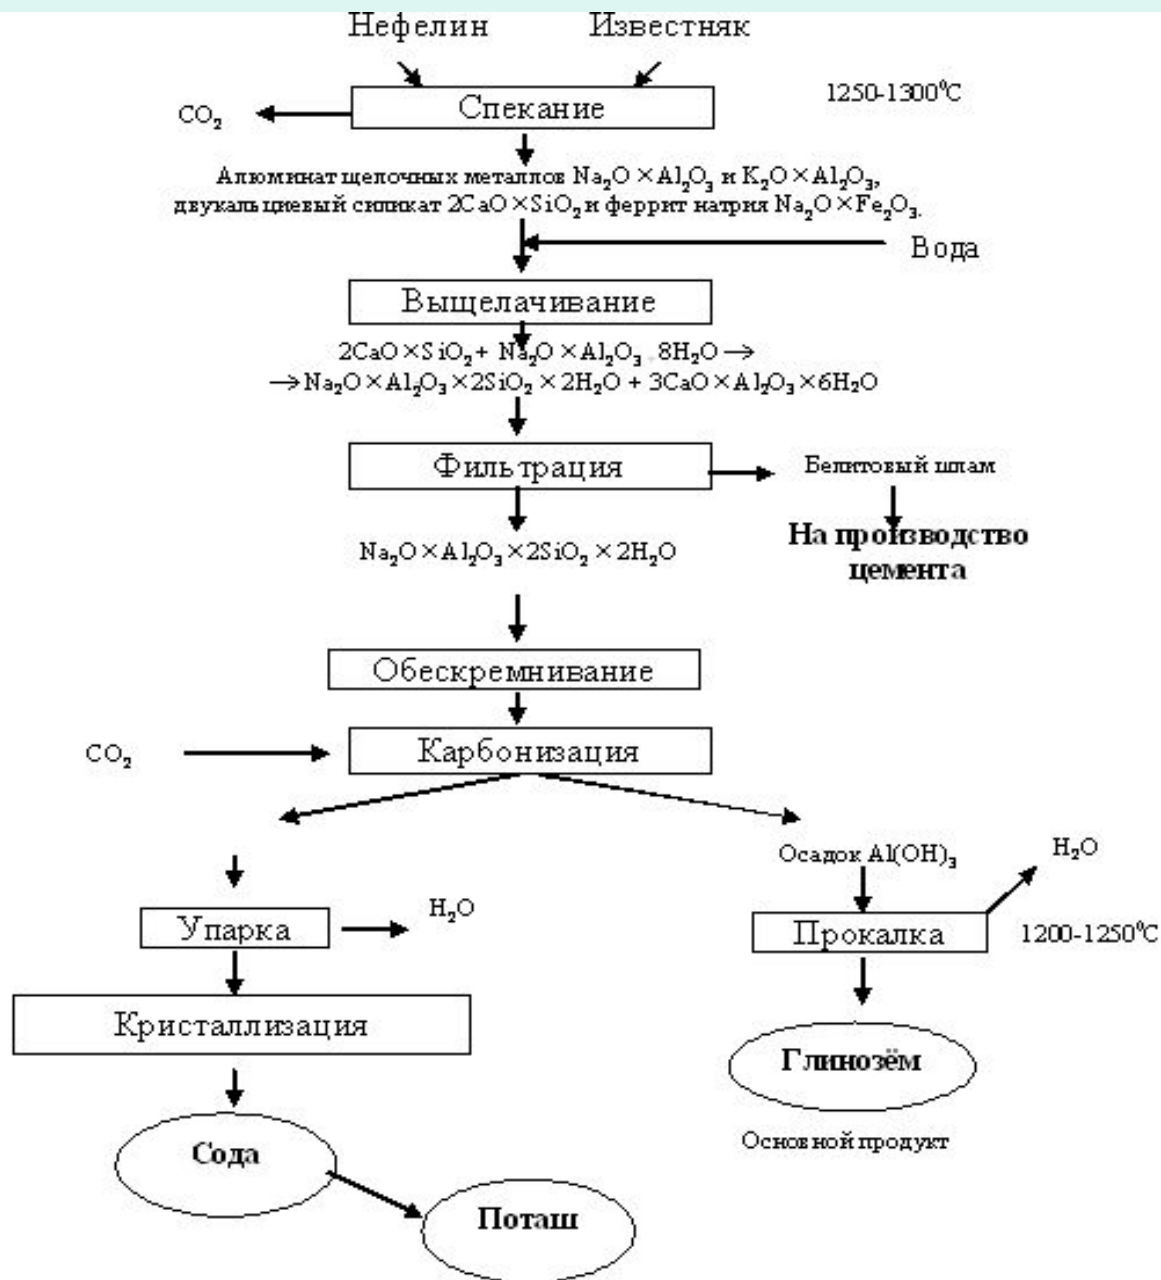 Нефелин Известняк
1250-1300⁰C
CO₂
Спекание
Алюминат щелочных металлов Na₂O×Al₂O₃ и K₂O×Al₂O₃,
двукальциевый силикат 2CaO×SiO₂ и феррит натрия Na₂O×Fe₂O₃.
Вода
Выщелачивание
2CaO×SiO₂ + Na₂O×Al₂O₃ . 8H₂O →
→Na₂O×Al₂O₃×2SiO₂×2H₂O + 3CaO×Al₂O₃×6H₂O
Фильтрация
Белитовый шлам
На производство
цемента
Na₂O×Al₂O₃×2SiO₂×2H₂O
Обескремнивание
CO₂
Карбонизация
Осадок Al(OH)₃
H₂O
Упарка
H₂O
Прокалка
1200-1250⁰C
Кристаллизация
Глинозём
Основной продукт
Сода
Поташ